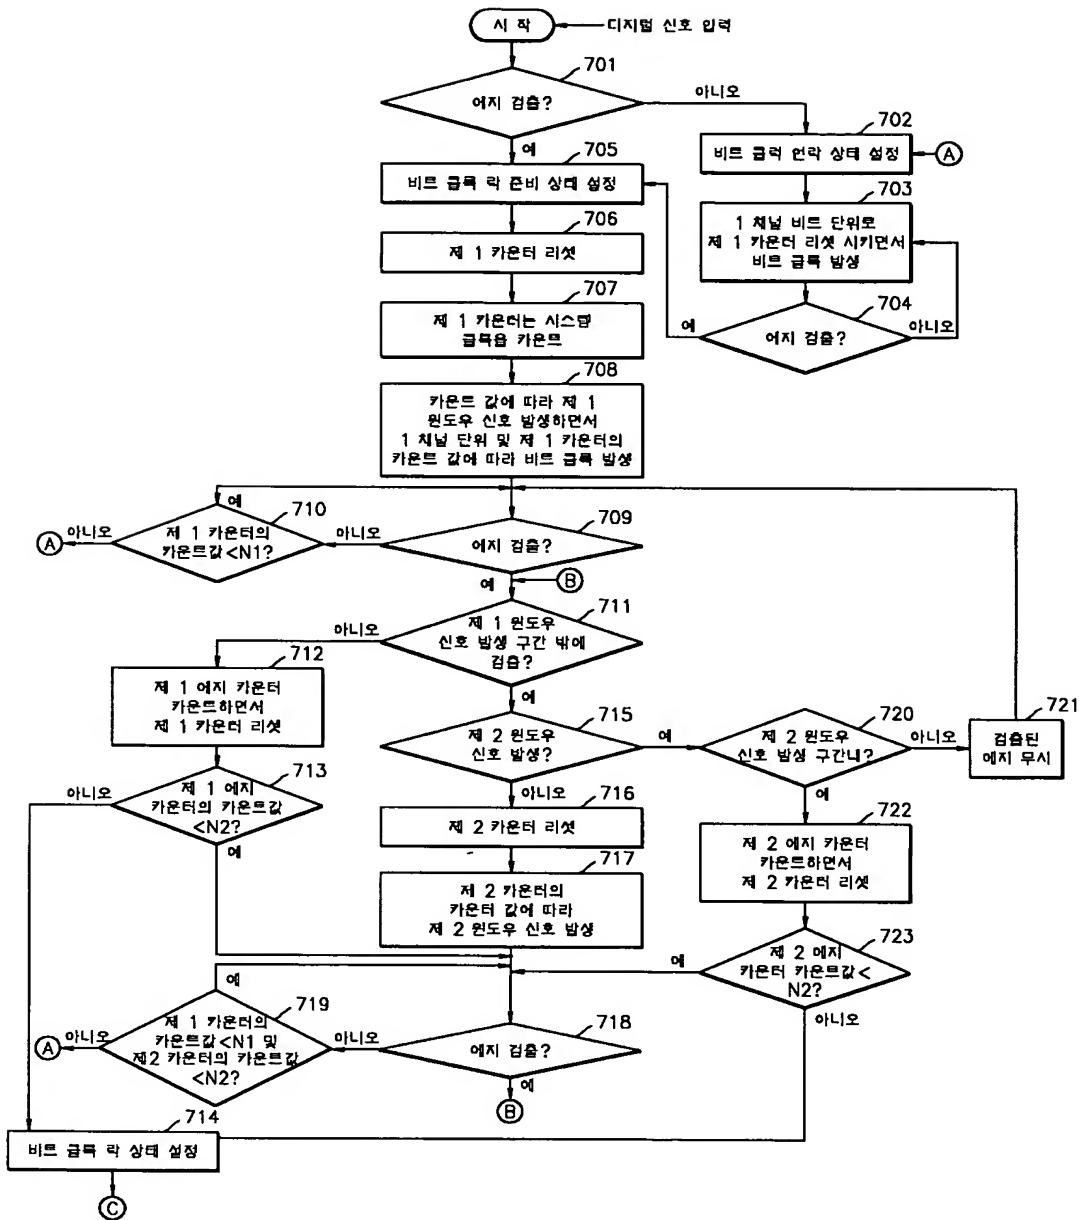 시 작
디지털 신호 입력
701
에지 검출?
아니오
예
702
비트 클럭 언락 상태 설정
A
703
1 채널 비트 단위로
제 1 카운터 리셋 시키면서
비트 클록 발생
704
에지 검출?
예
아니오
705
비트 클록 락 준비 상태 설정
706
제 1 카운터 리셋
707
제 1 카운터는 시스템
클록을 카운트
708
카운트 값에 따라 제 1
윈도우 신호 발생하면서
1 채널 단위 및 제 1 카운터의
카운트 값에 따라 비트 클록 발생
예
710
A
아니오
제 1 카운터의
카운트값<N1?
아니오
709
에지 검출?
예
B
711
제 1 윈도우
신호 발생 구간 밖에
검출?
아니오
예
712
제 1 에지 카운터
카운트하면서
제 1 카운터 리셋
713
아니오
제 1 에지
카운터의 카운트값
<N2?
예
715
제 2 윈도우
신호 발생?
예
아니오
720
제 2 윈도우
신호 발생 구간내?
아니오
예
721
검출된
에지 무시
716
제 2 카운터 리셋
717
제 2 카운터의
카운터 값에 따라
제 2 윈도우 신호 발생
722
제 2 에지 카운터
카운트하면서
제 2 카운터 리셋
723
제 2 에지
카운터 카운트값<
N2?
예
아니오
예
719
A
아니오
제 1 카운터의
카운트값<N1 및
제2 카운터의 카운트값
<N2?
아니오
718
에지 검출?
예
B
714
비트 클록 락 상태 설정
C